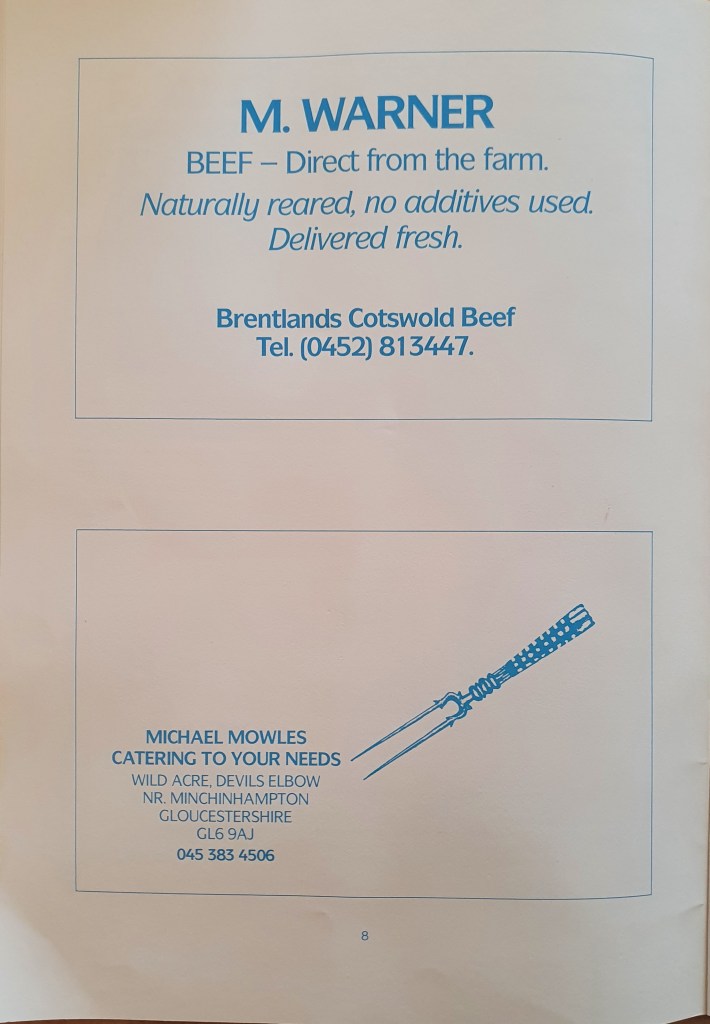 M. WARNER
BEEF – Direct from the farm.
Naturally reared, no additives used.
Delivered fresh.
Brentlands Cotswold Beef
Tel. (0452) 813447.
MICHAEL MOWLES
CATERING TO YOUR NEEDS
WILD ACRE, DEVILS ELBOW
NR. MINCHINHAMPTON
GLOUCESTERSHIRE
GL6 9AJ
045 383 4506
8